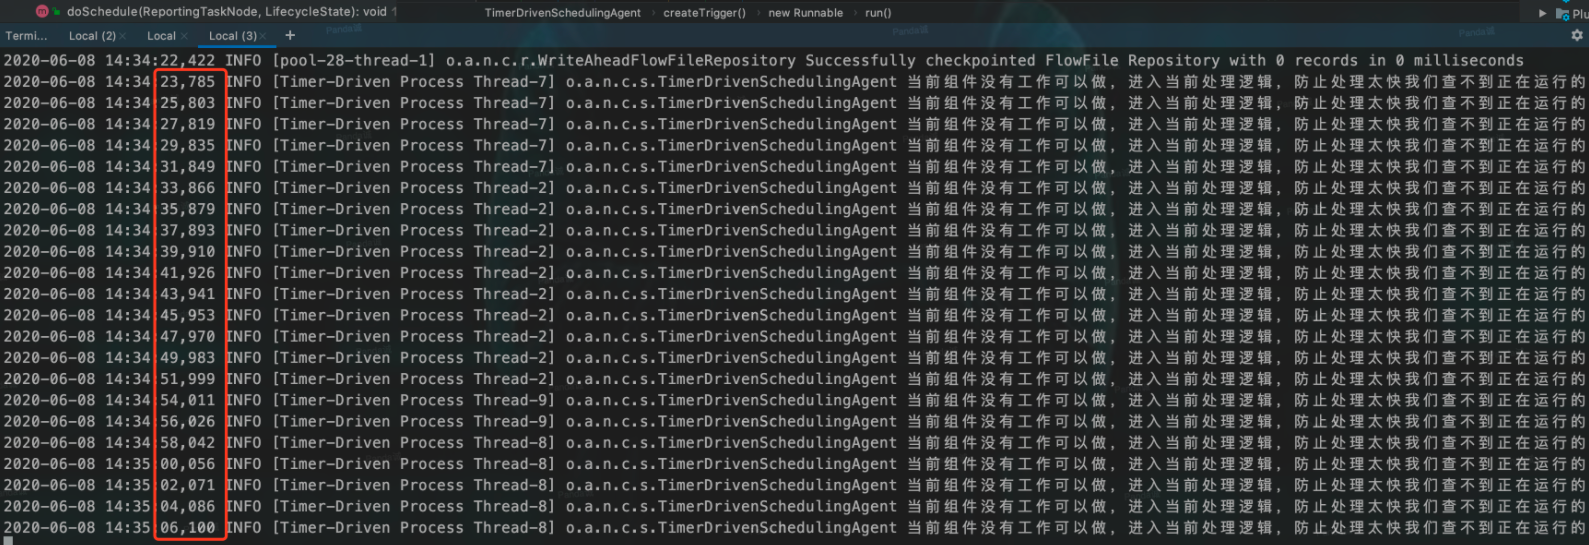 doSchedule(ReportingTaskNode, LifecycleState): void
TimerDrivenSchedulingAgent › createTrigger() › new Runnable › run()
Plu
Termi... Local (2) × Local × Local (3) × +
2020-06-08 14:34:22,422 INFO [pool-28-thread-1] o.a.n.c.r.WriteAheadFlowFileRepository Successfully checkpointed FlowFile Repository with 0 records in 0 milliseconds
2020-06-08 14:34:23,785 INFO [Timer-Driven Process Thread-7] o.a.n.c.s.TimerDrivenSchedulingAgent 当前组件没有工作可以做, 进入当前处理逻辑, 防止处理太快我们查不到正在运行的
2020-06-08 14:34:25,803 INFO [Timer-Driven Process Thread-7] o.a.n.c.s.TimerDrivenSchedulingAgent 当前组件没有工作可以做, 进入当前处理逻辑, 防止处理太快我们查不到正在运行的
2020-06-08 14:34:27,819 INFO [Timer-Driven Process Thread-7] o.a.n.c.s.TimerDrivenSchedulingAgent 当前组件没有工作可以做, 进入当前处理逻辑, 防止处理太快我们查不到正在运行的
2020-06-08 14:34:29,835 INFO [Timer-Driven Process Thread-7] o.a.n.c.s.TimerDrivenSchedulingAgent 当前组件没有工作可以做, 进入当前处理逻辑, 防止处理太快我们查不到正在运行的
2020-06-08 14:34:31,849 INFO [Timer-Driven Process Thread-7] o.a.n.c.s.TimerDrivenSchedulingAgent 当前组件没有工作可以做, 进入当前处理逻辑, 防止处理太快我们查不到正在运行的
2020-06-08 14:34:33,866 INFO [Timer-Driven Process Thread-2] o.a.n.c.s.TimerDrivenSchedulingAgent 当前组件没有工作可以做, 进入当前处理逻辑, 防止处理太快我们查不到正在运行的
2020-06-08 14:34:35,879 INFO [Timer-Driven Process Thread-2] o.a.n.c.s.TimerDrivenSchedulingAgent 当前组件没有工作可以做, 进入当前处理逻辑, 防止处理太快我们查不到正在运行的
2020-06-08 14:34:37,893 INFO [Timer-Driven Process Thread-2] o.a.n.c.s.TimerDrivenSchedulingAgent 当前组件没有工作可以做, 进入当前处理逻辑, 防止处理太快我们查不到正在运行的
2020-06-08 14:34:39,910 INFO [Timer-Driven Process Thread-2] o.a.n.c.s.TimerDrivenSchedulingAgent 当前组件没有工作可以做, 进入当前处理逻辑, 防止处理太快我们查不到正在运行的
2020-06-08 14:34:41,926 INFO [Timer-Driven Process Thread-2] o.a.n.c.s.TimerDrivenSchedulingAgent 当前组件没有工作可以做, 进入当前处理逻辑, 防止处理太快我们查不到正在运行的
2020-06-08 14:34:43,941 INFO [Timer-Driven Process Thread-2] o.a.n.c.s.TimerDrivenSchedulingAgent 当前组件没有工作可以做, 进入当前处理逻辑, 防止处理太快我们查不到正在运行的
2020-06-08 14:34:45,953 INFO [Timer-Driven Process Thread-2] o.a.n.c.s.TimerDrivenSchedulingAgent 当前组件没有工作可以做, 进入当前处理逻辑, 防止处理太快我们查不到正在运行的
2020-06-08 14:34:47,970 INFO [Timer-Driven Process Thread-2] o.a.n.c.s.TimerDrivenSchedulingAgent 当前组件没有工作可以做, 进入当前处理逻辑, 防止处理太快我们查不到正在运行的
2020-06-08 14:34:49,983 INFO [Timer-Driven Process Thread-2] o.a.n.c.s.TimerDrivenSchedulingAgent 当前组件没有工作可以做, 进入当前处理逻辑, 防止处理太快我们查不到正在运行的
2020-06-08 14:34:51,999 INFO [Timer-Driven Process Thread-2] o.a.n.c.s.TimerDrivenSchedulingAgent 当前组件没有工作可以做, 进入当前处理逻辑, 防止处理太快我们查不到正在运行的
2020-06-08 14:34:54,011 INFO [Timer-Driven Process Thread-9] o.a.n.c.s.TimerDrivenSchedulingAgent 当前组件没有工作可以做, 进入当前处理逻辑, 防止处理太快我们查不到正在运行的
2020-06-08 14:34:56,026 INFO [Timer-Driven Process Thread-9] o.a.n.c.s.TimerDrivenSchedulingAgent 当前组件没有工作可以做, 进入当前处理逻辑, 防止处理太快我们查不到正在运行的
2020-06-08 14:34:58,042 INFO [Timer-Driven Process Thread-8] o.a.n.c.s.TimerDrivenSchedulingAgent 当前组件没有工作可以做, 进入当前处理逻辑, 防止处理太快我们查不到正在运行的
2020-06-08 14:35:00,056 INFO [Timer-Driven Process Thread-8] o.a.n.c.s.TimerDrivenSchedulingAgent 当前组件没有工作可以做, 进入当前处理逻辑, 防止处理太快我们查不到正在运行的
2020-06-08 14:35:02,071 INFO [Timer-Driven Process Thread-8] o.a.n.c.s.TimerDrivenSchedulingAgent 当前组件没有工作可以做, 进入当前处理逻辑, 防止处理太快我们查不到正在运行的
2020-06-08 14:35:04,086 INFO [Timer-Driven Process Thread-8] o.a.n.c.s.TimerDrivenSchedulingAgent 当前组件没有工作可以做, 进入当前处理逻辑, 防止处理太快我们查不到正在运行的
2020-06-08 14:35:06,100 INFO [Timer-Driven Process Thread-8] o.a.n.c.s.TimerDrivenSchedulingAgent 当前组件没有工作可以做, 进入当前处理逻辑, 防止处理太快我们查不到正在运行的